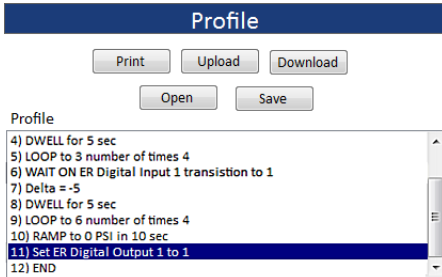 Profile
Print Upload Download
Open Save
Profile
4) DWELL for 5 sec
5) LOOP to 3 number of times 4
6) WAIT ON ER Digital Input 1 transistion to 1
7) Delta = -5
8) DWELL for 5 sec
9) LOOP to 6 number of times 4
10) RAMP to 0 PSI in 10 sec
11) Set ER Digital Output 1 to 1
12) END